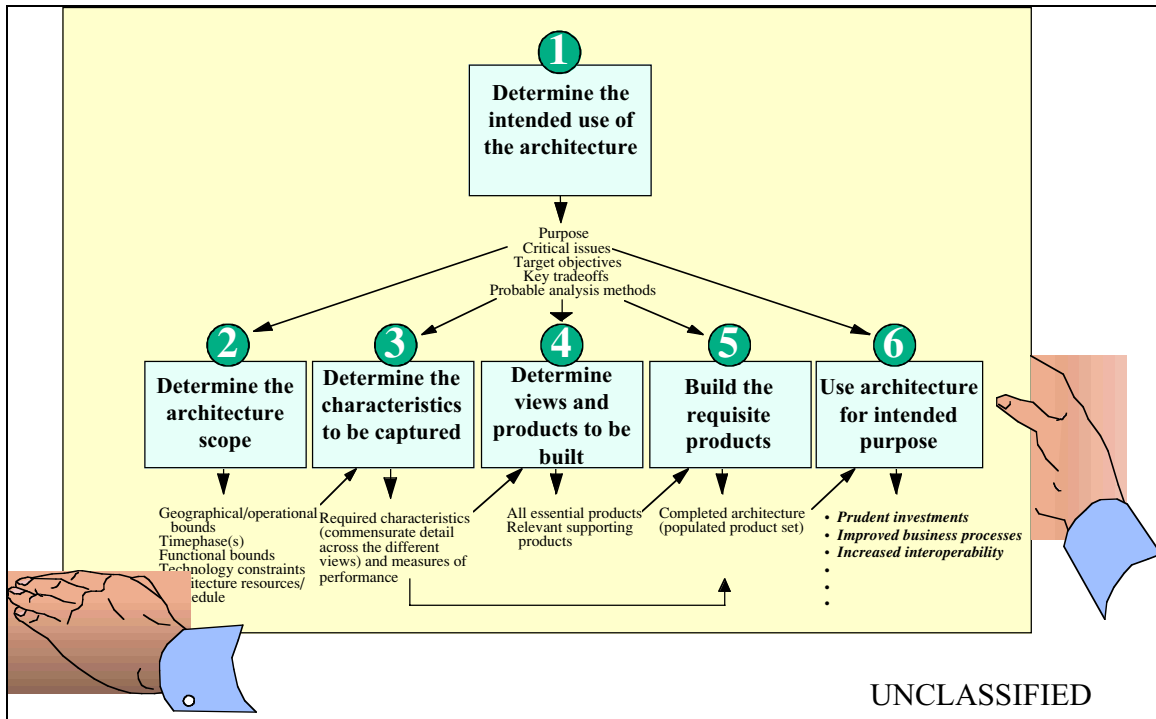 1
Determine the
intended use of
the architecture
Purpose
Critical issues
Target objectives
Key tradeoffs
Probable analysis methods
2
Determine the
architecture
scope
3
Determine the
characteristics
to be captured
4
Determine
views and
products to be
built
5
Build the
requisite
products
6
Use architecture
for intended
purpose
Geographical/operational
bounds
Timephase(s)
Functional bounds
Technology constraints
resources/
Required characteristics
(commensurate detail
across the different
views) and measures of
performance
All essential products
Relevant supporting
products
Completed architecture
(populated product set)
• Prudent investments
• Improved business processes
• Increased interoperability
•
•
•
UNCLASSIFIED